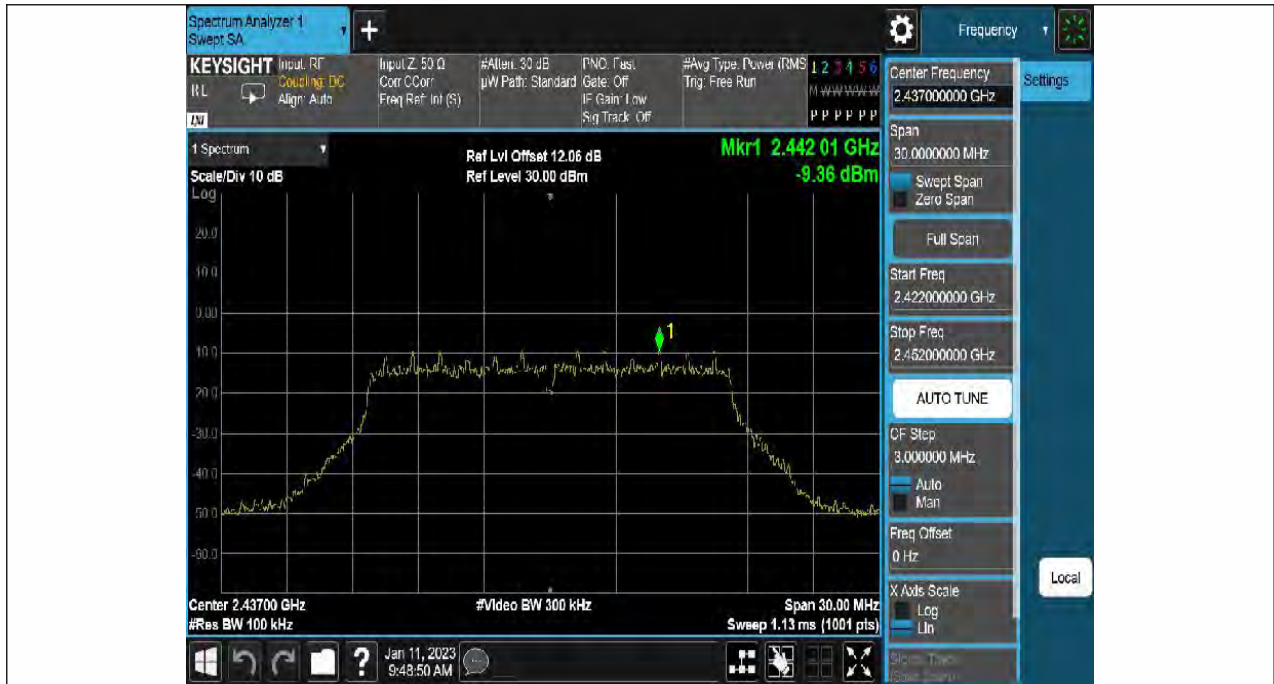 Spectrum Analyzer 1
Swept SA
+
Frequency
KEYSIGHT
RL
Input: RF
Coupling: DC
Align: Auto
Input Z: 50 Ω
Corr CCorr
Freq Ref: Int (S)
#Atten: 30 dB
µW Path: Standard
PNO: Fast
Gate: Off
IF Gain: Low
Sig Track: Off
#Avg Type: Power (RMS
Trig: Free Run
1 2 3 4 5 6
M W W W W W
P P P P P P
1 Spectrum
Scale/Div 10 dB
Log
Ref Lvl Offset 12.06 dB
Ref Level 30.00 dBm
Mkr1 2.442 01 GHz
-9.36 dBm
20.0
10.0
0.00
-10.0
-20.0
-30.0
-40.0
-50.0
-60.0
1
Center 2.43700 GHz
#Res BW 100 kHz
#Video BW 300 kHz
Span 30.00 MHz
Sweep 1.13 ms (1001 pts)
Center Frequency
2.437000000 GHz
Settings
Span
30.0000000 MHz
Swept Span
Zero Span
Full Span
Start Freq
2.422000000 GHz
Stop Freq
2.452000000 GHz
AUTO TUNE
CF Step
3.000000 MHz
Auto
Man
Freq Offset
0 Hz
X Axis Scale
Log
Lin
Local
?
Jan 11, 2023
9:48:50 AM